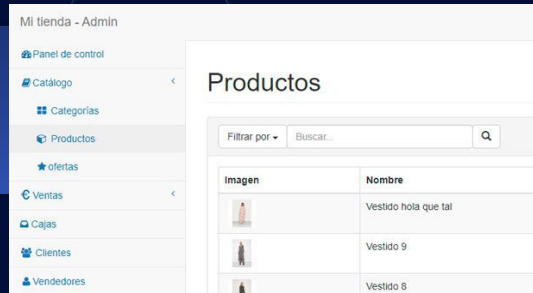 Mi tienda - Admin
Panel de control
Catálogo
Categorías
Productos
ofertas
Ventas
Cajas
Clientes
Vendedores
Productos
Filtrar por
Buscar...
Imagen Nombre
Vestido hola que tal
Vestido 9
Vestido 8